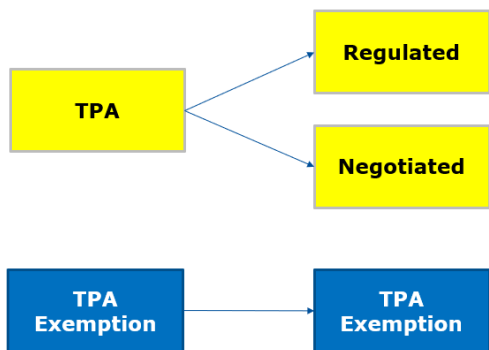 Regulated
TPA
Negotiated
TPA
Exemption
TPA
Exemption